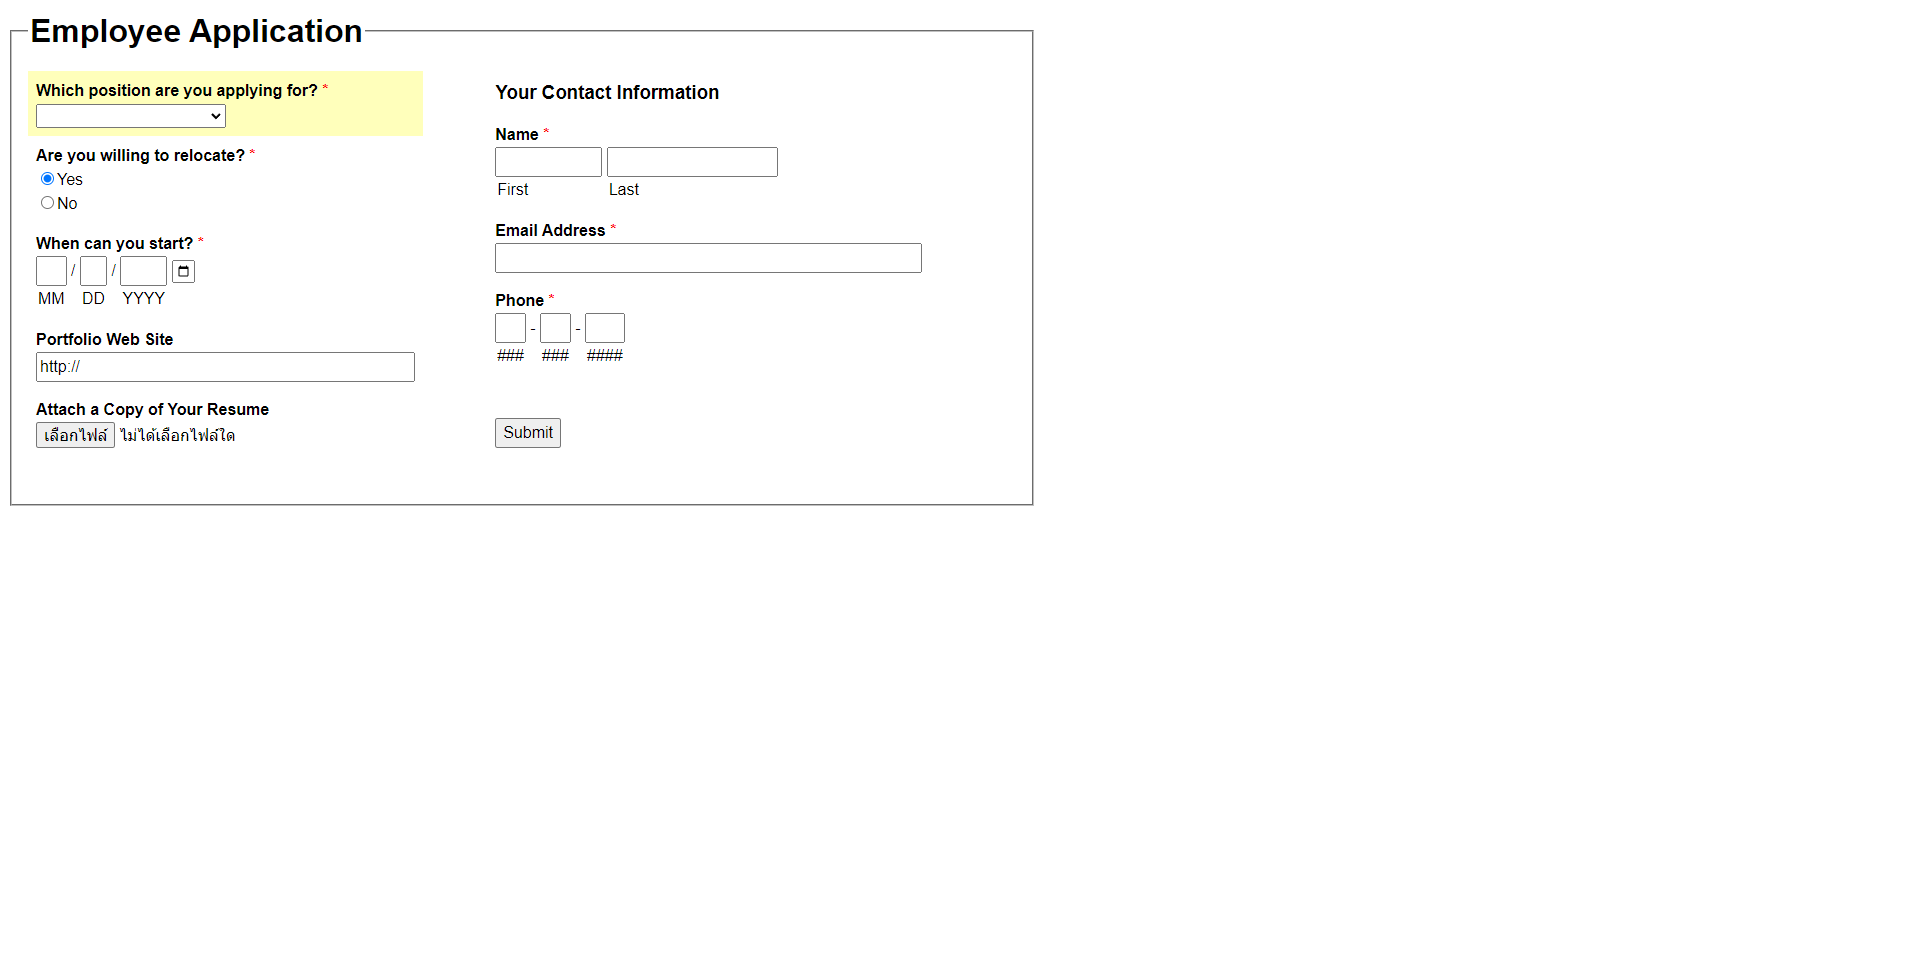 Employee Application
Which position are you applying for? *
Are you willing to relocate? *
Yes
No
When can you start? *
/ /
MM DD YYYY
Portfolio Web Site
http://
Attach a Copy of Your Resume
เลือกไฟล์ ไม่ได้เลือกไฟล์ใด
Your Contact Information
Name *
First Last
Email Address *
Phone *
- -
### ### ####
Submit